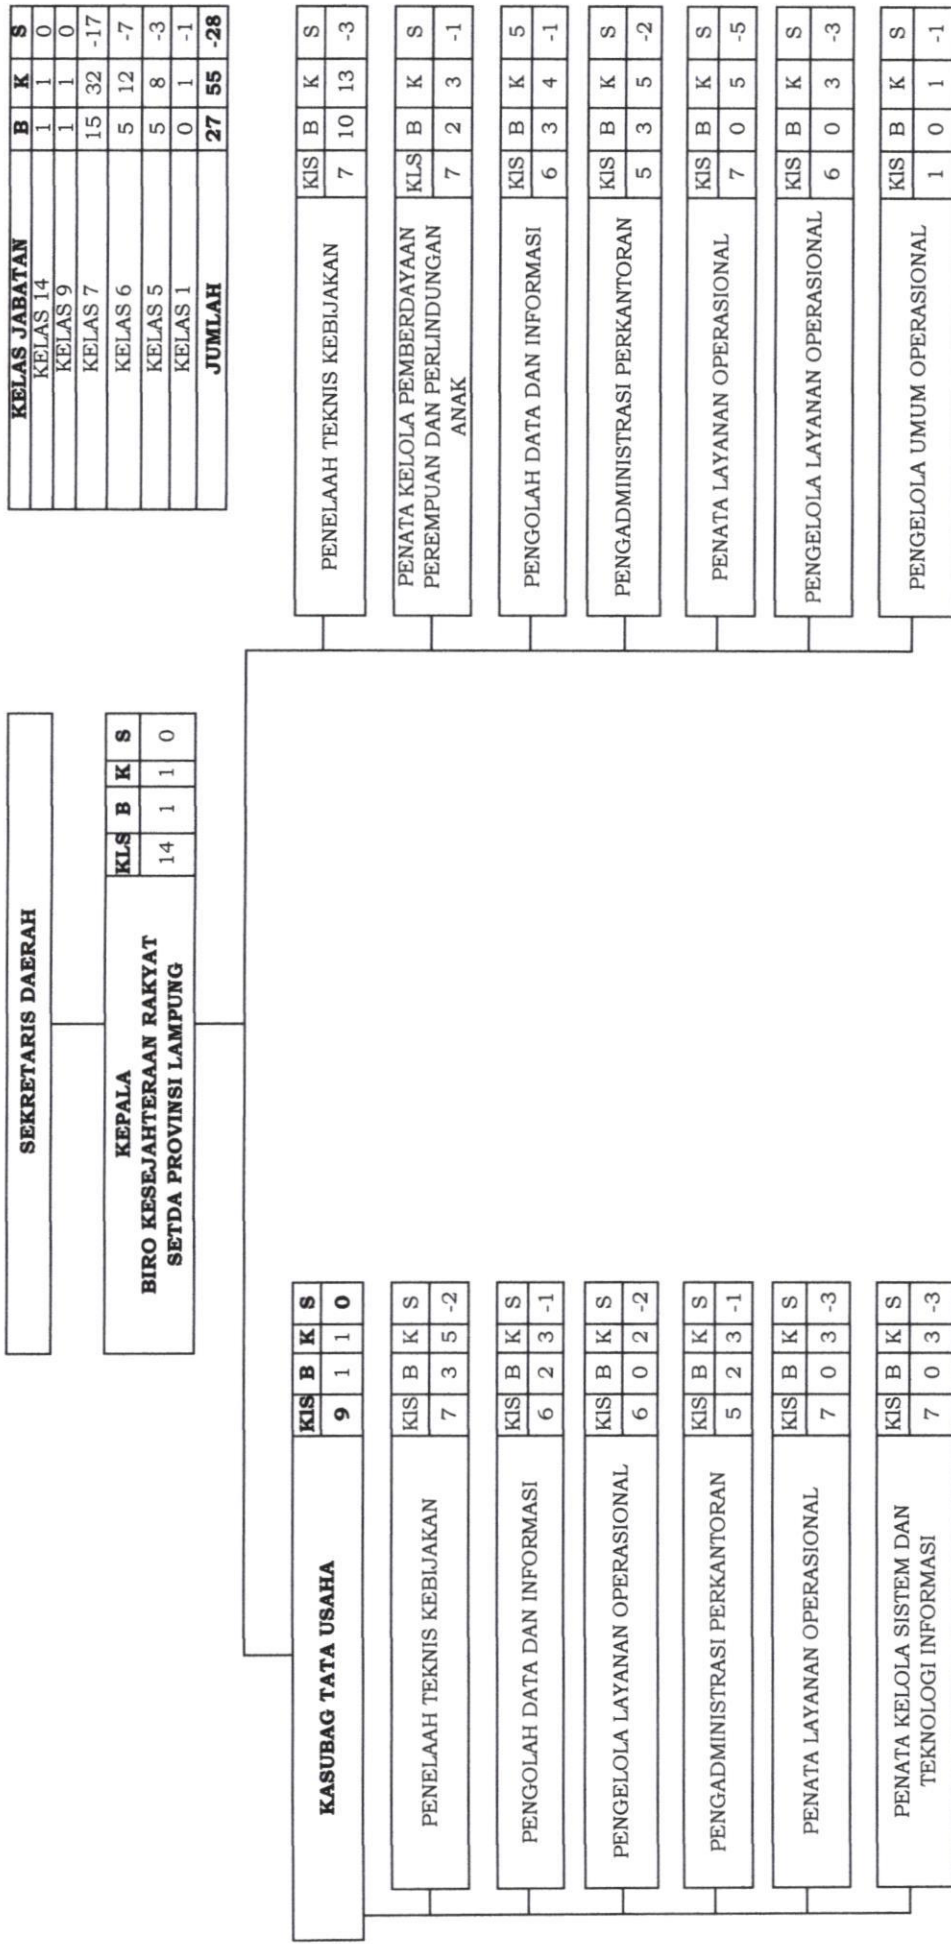 SEKRETARIS DAERAH
KEPALA
BIRO KESEJAHTERAAN RAKYAT
SETDA PROVINSI LAMPUNG
KLS B K S
14 1 1 0
KELAS JABATAN B K S
KELAS 14 1 1 0
KELAS 9 1 1 0
KELAS 7 15 32 -17
KELAS 6 5 12 -7
KELAS 5 5 8 -3
KELAS 1 0 1 -1
JUMLAH 27 55 -28
KASUBAG TATA USAHA
KIS B K S
9 1 1 0
PENELAAH TEKNIS KEBIJAKAN
KIS B K S
7 3 5 -2
PENGOLAH DATA DAN INFORMASI
KIS B K S
6 2 3 -1
PENGELOLA LAYANAN OPERASIONAL
KIS B K S
6 0 2 -2
PENGADMINISTRASI PERKANTORAN
KIS B K S
5 2 3 -1
PENATA LAYANAN OPERASIONAL
KIS B K S
7 0 3 -3
PENATA KELOLA SISTEM DAN
TEKNOLOGI INFORMASI
KIS B K S
7 0 3 -3
PENELAAH TEKNIS KEBIJAKAN
KIS B K S
7 10 13 -3
PENATA KELOLA PEMBERDAYAAN
PEREMPUAN DAN PERLINDUNGAN
ANAK
KLS B K S
7 2 3 -1
PENGOLAH DATA DAN INFORMASI
KIS B K 5
6 3 4 -1
PENGADMINISTRASI PERKANTORAN
KIS B K S
5 3 5 -2
PENATA LAYANAN OPERASIONAL
KIS B K S
7 0 5 -5
PENGELOLA LAYANAN OPERASIONAL
KIS B K S
6 0 3 -3
PENGELOLA UMUM OPERASIONAL
KIS B K S
1 0 1 -1